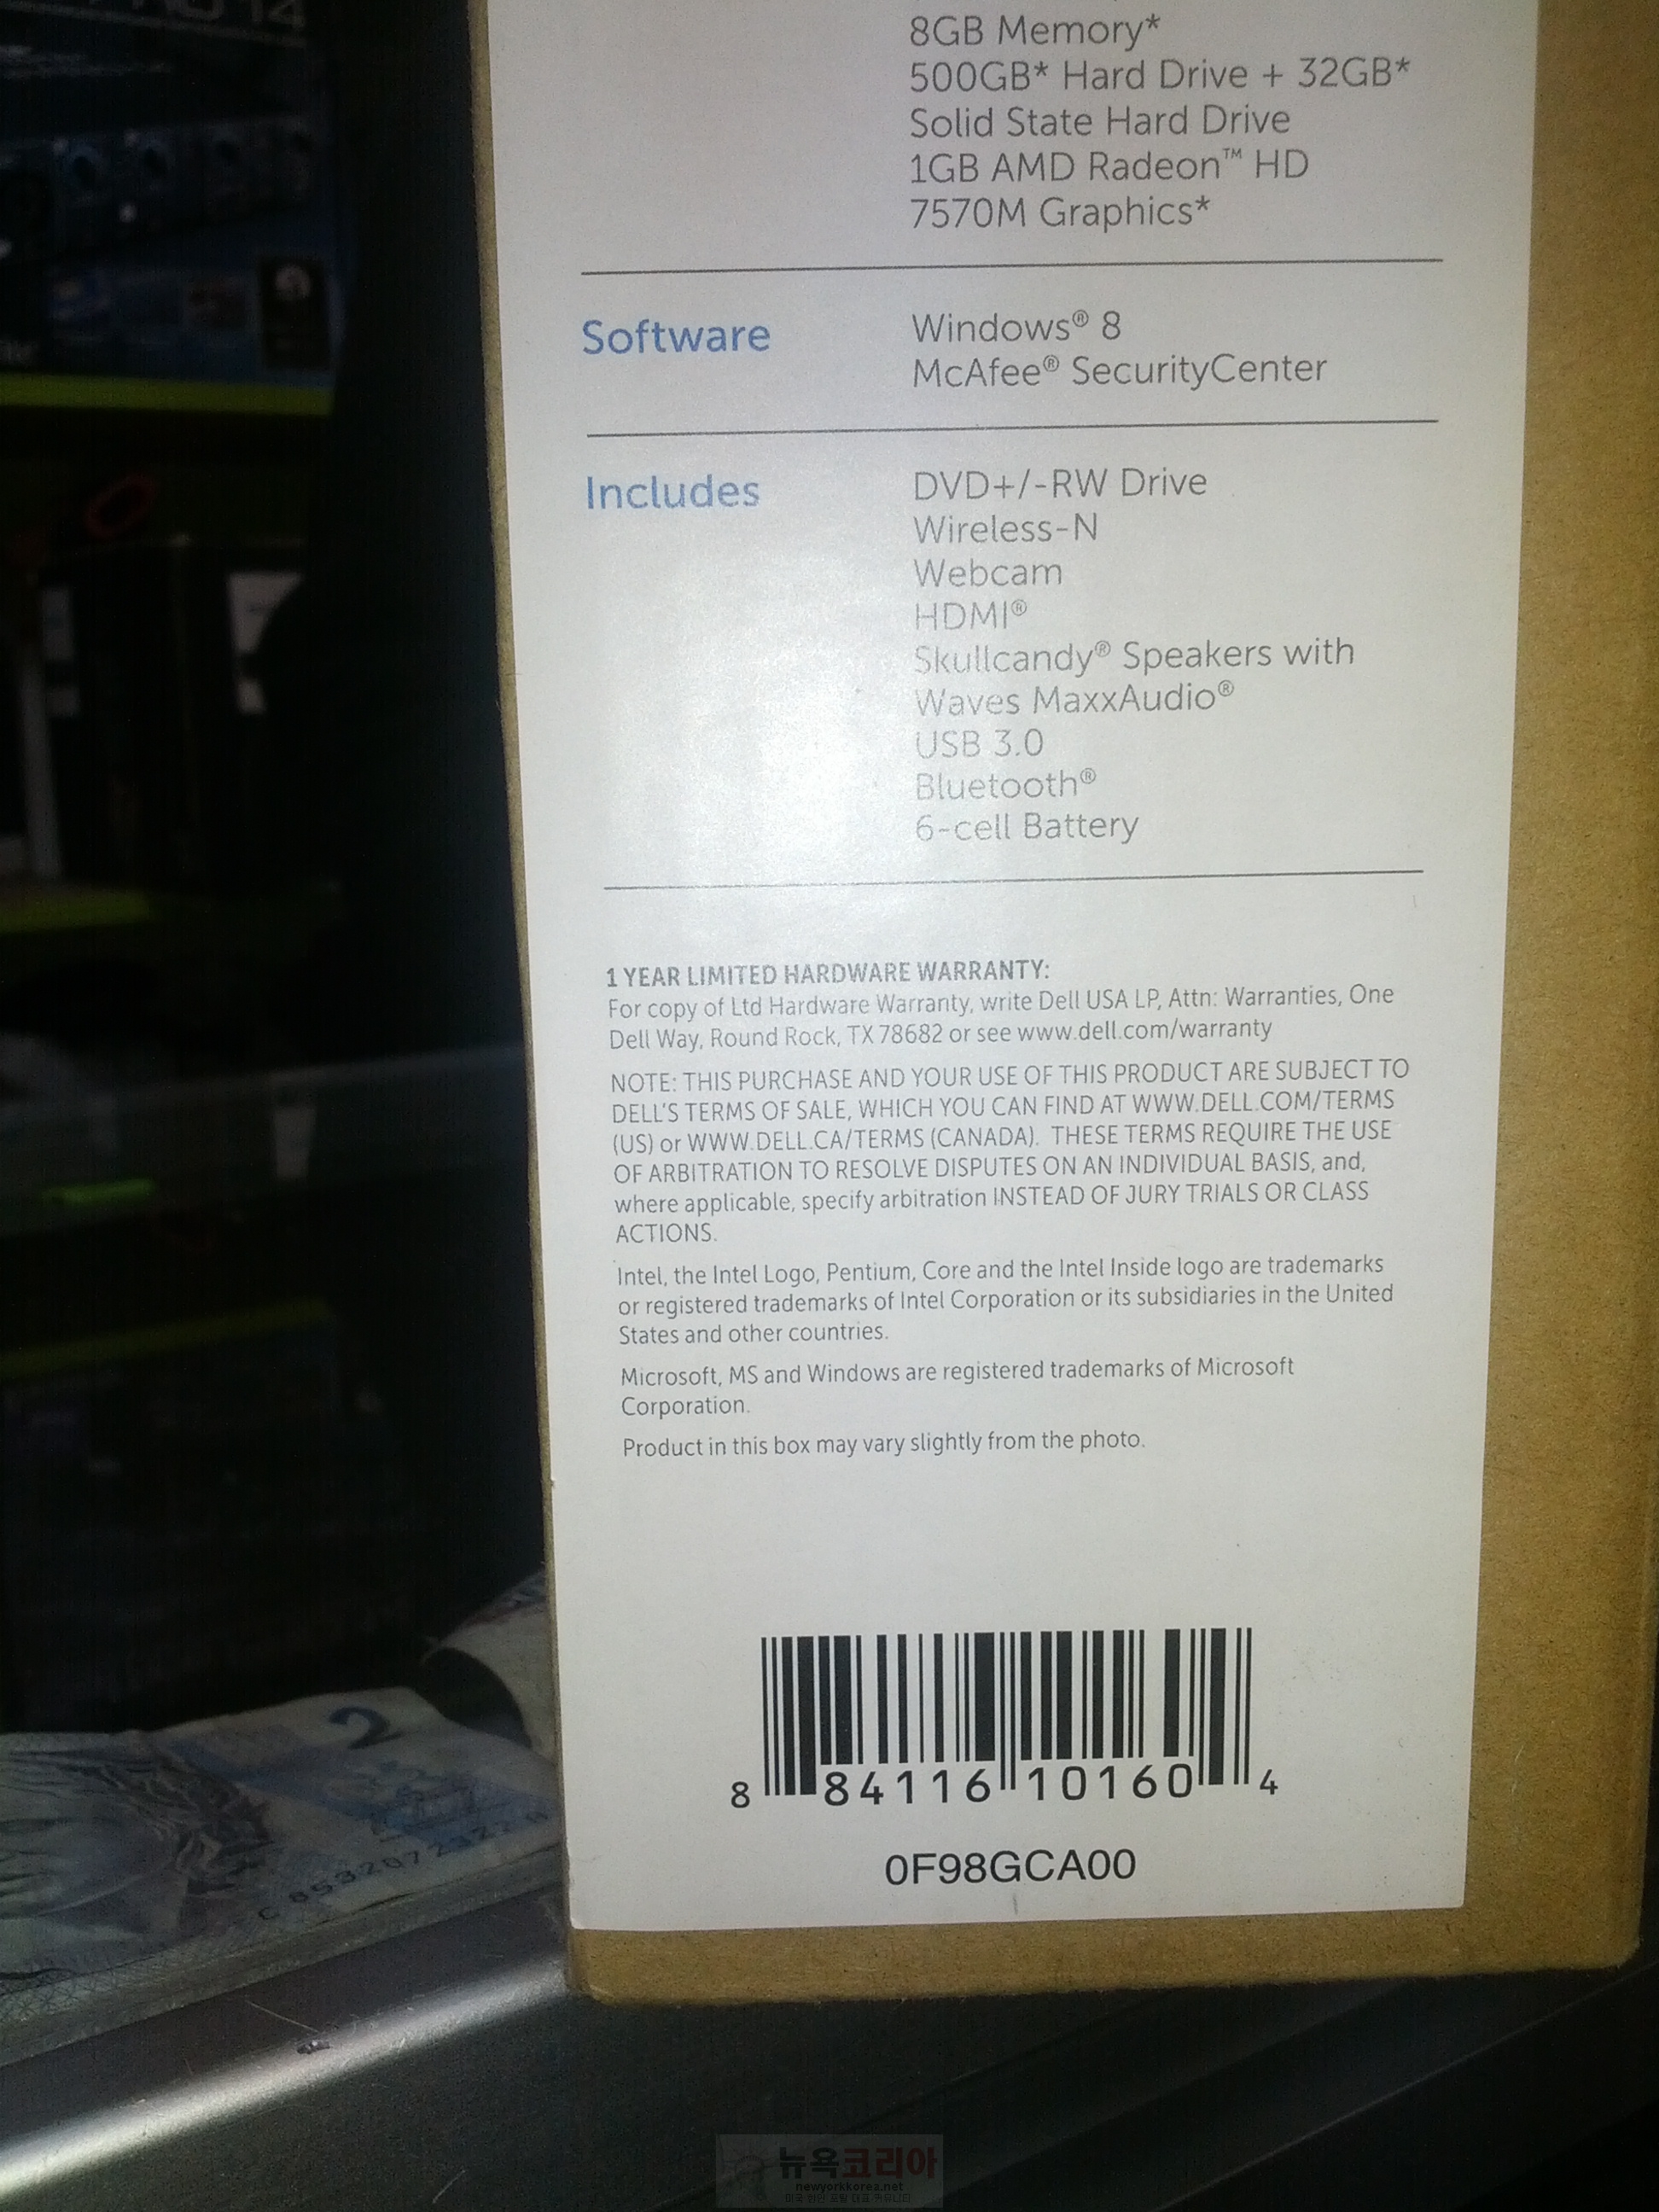 8GB Memory*
500GB* Hard Drive + 32GB*
Solid State Hard Drive
1GB AMD Radeon™ HD
7570M Graphics*
Software
Windows® 8
McAfee® SecurityCenter
Includes
DVD+/-RW Drive
Wireless-N
Webcam
HDMI®
Skullcandy® Speakers with
Waves MaxxAudio®
USB 3.0
Bluetooth®
6-cell Battery
1 YEAR LIMITED HARDWARE WARRANTY:
For copy of Ltd Hardware Warranty, write Dell USA LP, Attn: Warranties, One
Dell Way, Round Rock, TX 78682 or see www.dell.com/warranty
NOTE: THIS PURCHASE AND YOUR USE OF THIS PRODUCT ARE SUBJECT TO
DELL'S TERMS OF SALE, WHICH YOU CAN FIND AT WWW.DELL.COM/TERMS
(US) or WWW.DELL.CA/TERMS (CANADA). THESE TERMS REQUIRE THE USE
OF ARBITRATION TO RESOLVE DISPUTES ON AN INDIVIDUAL BASIS, and,
where applicable, specify arbitration INSTEAD OF JURY TRIALS OR CLASS
ACTIONS.
Intel, the Intel Logo, Pentium, Core and the Intel Inside logo are trademarks
or registered trademarks of Intel Corporation or its subsidiaries in the United
States and other countries.
Microsoft, MS and Windows are registered trademarks of Microsoft
Corporation.
Product in this box may vary slightly from the photo.
8 84116 10160 4
0F98GCA00
2
뉴욕코리아
newyorkkorea.net